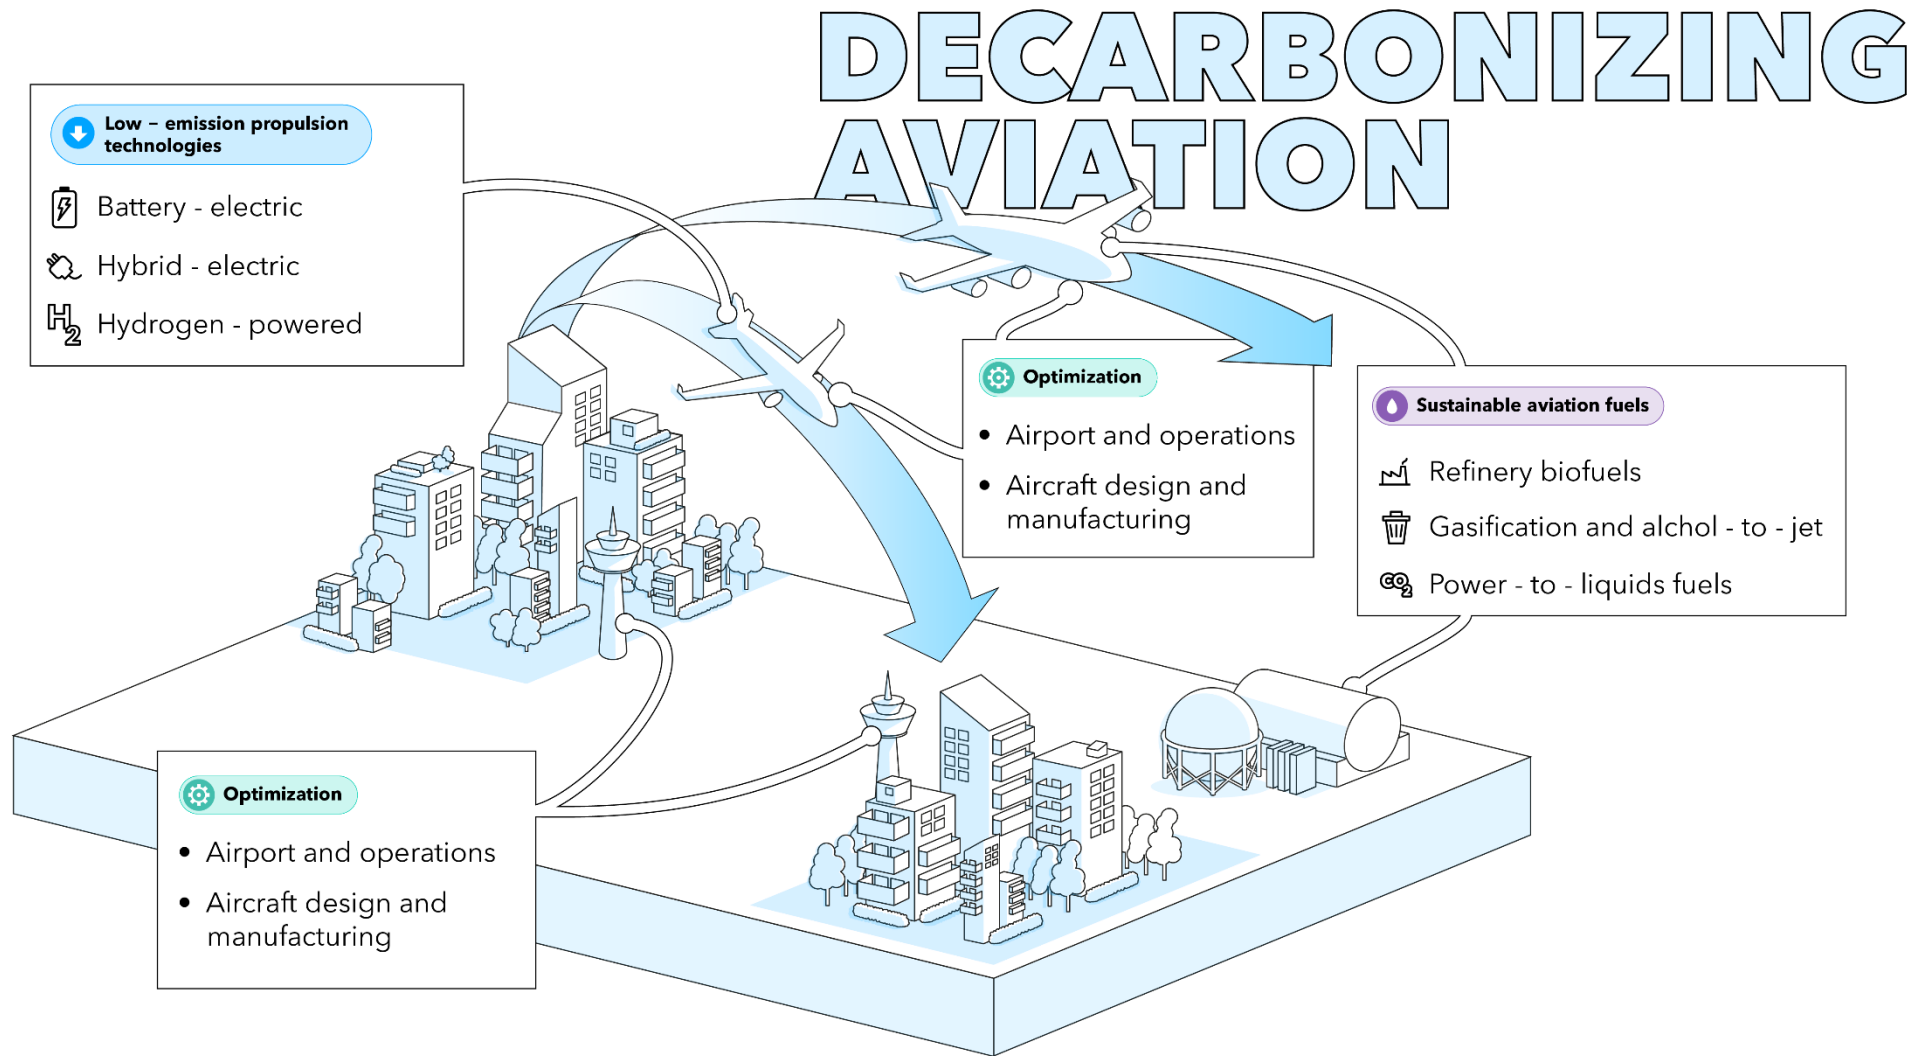 DECARBONIZING
AVIATION
Low – emission propulsion
technologies
Battery - electric
Hybrid - electric
H2
Hydrogen - powered
Optimization
• Airport and operations
• Aircraft design and
manufacturing
Sustainable aviation fuels
Refinery biofuels
Gasification and alchol - to - jet
CO2
Power - to - liquids fuels
Optimization
• Airport and operations
• Aircraft design and
manufacturing